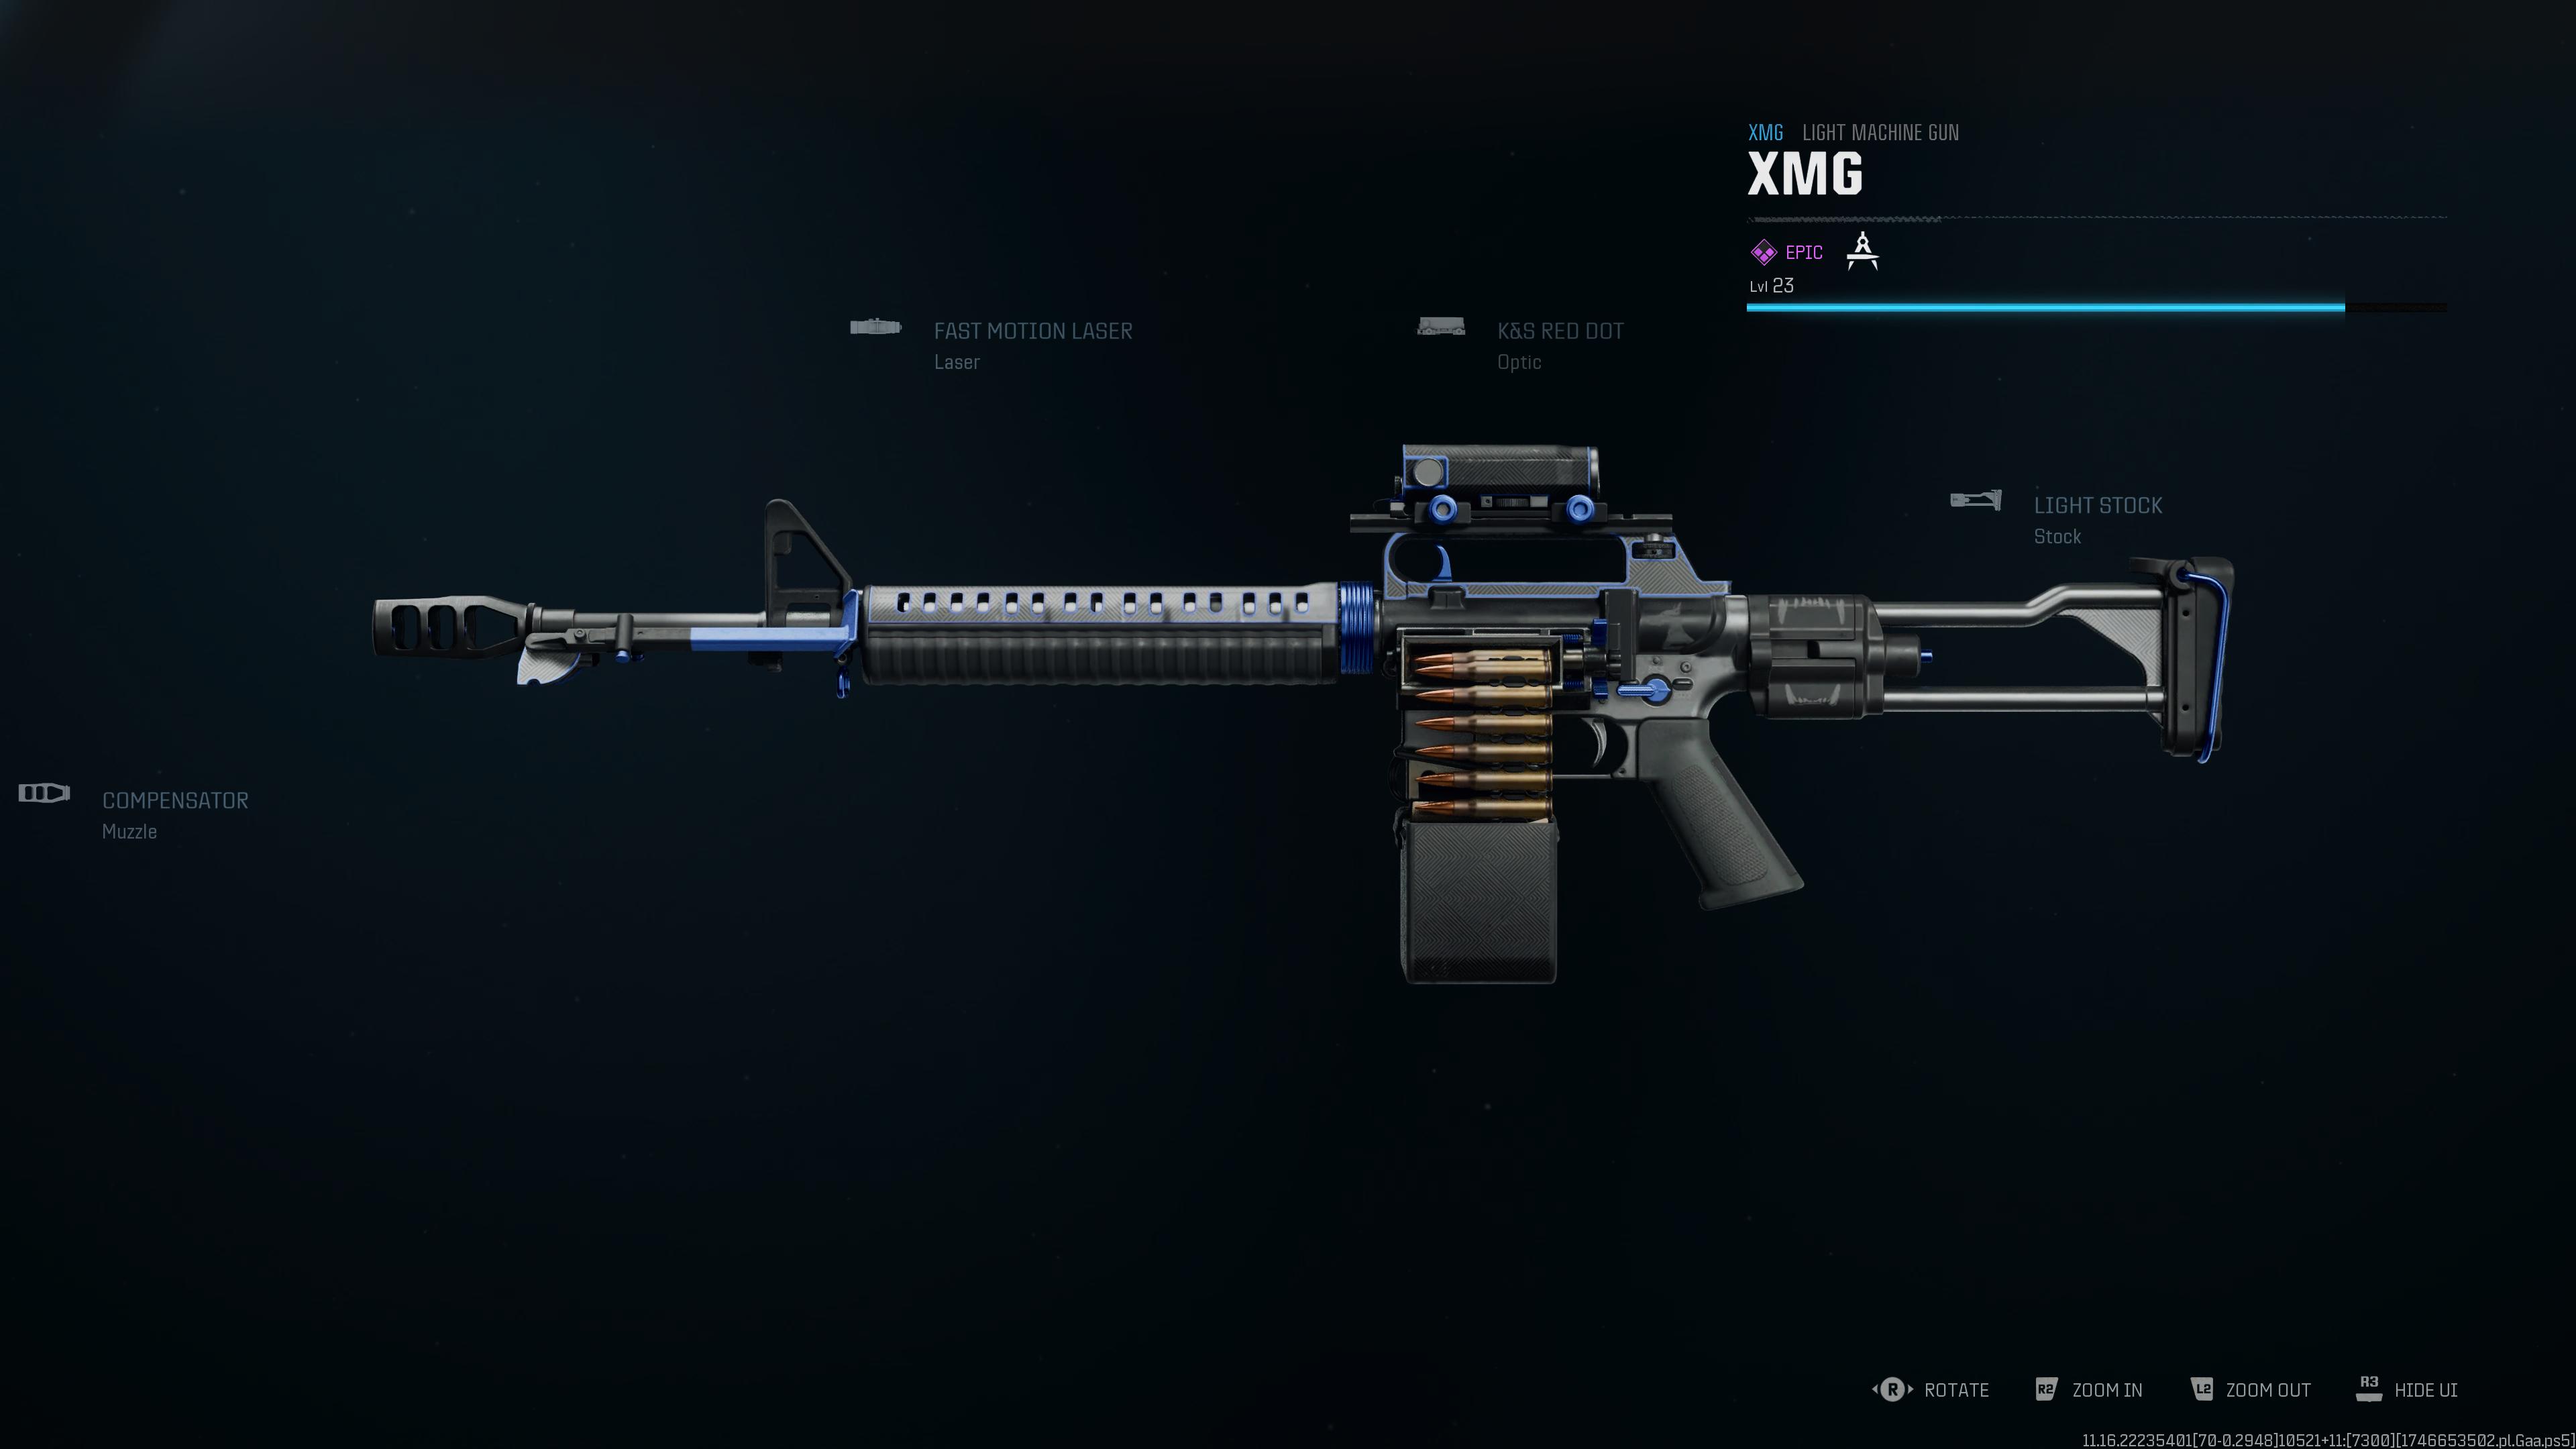 XMG LIGHT MACHINE GUN
XMG
EPIC
Lvl 23
FAST MOTION LASER
Laser
K&S RED DOT
Optic
LIGHT STOCK
Stock
COMPENSATOR
Muzzle
R ROTATE R2 ZOOM IN L2 ZOOM OUT R3 HIDE UI
11.16.22235401[70-0.2948]10521+11:[7300][1746653502.pl.Gaa.ps5]